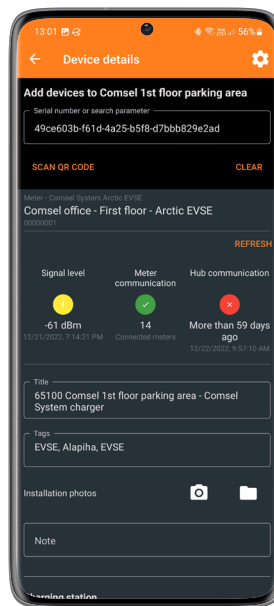 13:01 56%
Device details
Add devices to Comsel 1st floor parking area
Serial number or search parameter
49ce603b-f61d-4a25-b5f8-d7bbb829e2ad
SCAN QR CODE CLEAR
Meter - Comsel System Arctic EVSE
Comsel office - First floor - Arctic EVSE
00000001
REFRESH
Signal level Meter communication Hub communication
-61 dBm 14 More than 59 days ago
12/21/2022, 7:14:21 PM Connected meters 12/22/2022, 9:57:10 AM
Title
65100 Comsel 1st floor parking area - Comsel
System charger
Tags
EVSE, Alapiha, EVSE
Installation photos
Note
Charging station